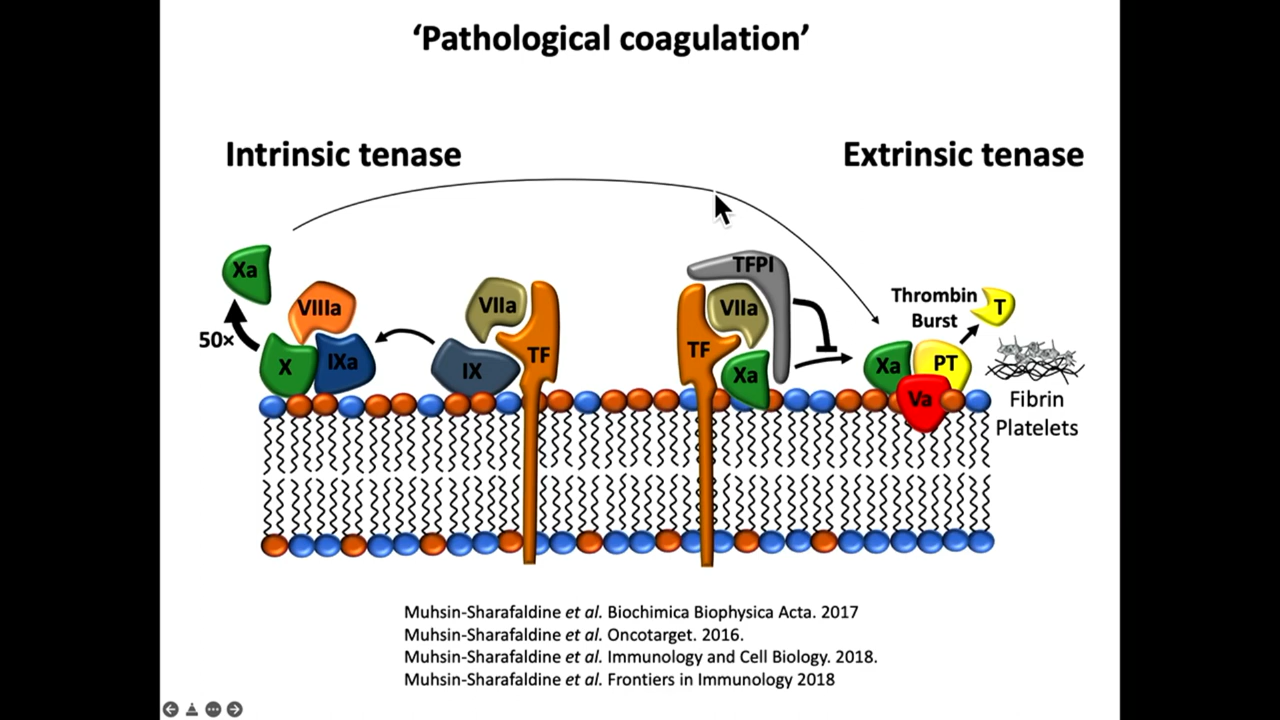 ‘Pathological coagulation’
Intrinsic tenase
Extrinsic tenase
Xa
VIIIa
50×
X
IXa
VIIa
IX
TF
TFPI
VIIa
TF
Xa
Thrombin
Burst
T
Xa
PT
Va
Fibrin
Platelets
Muhsin-Sharafaldine et al. Biochimica Biophysica Acta. 2017
Muhsin-Sharafaldine et al. Oncotarget. 2016.
Muhsin-Sharafaldine et al. Immunology and Cell Biology. 2018.
Muhsin-Sharafaldine et al. Frontiers in Immunology 2018